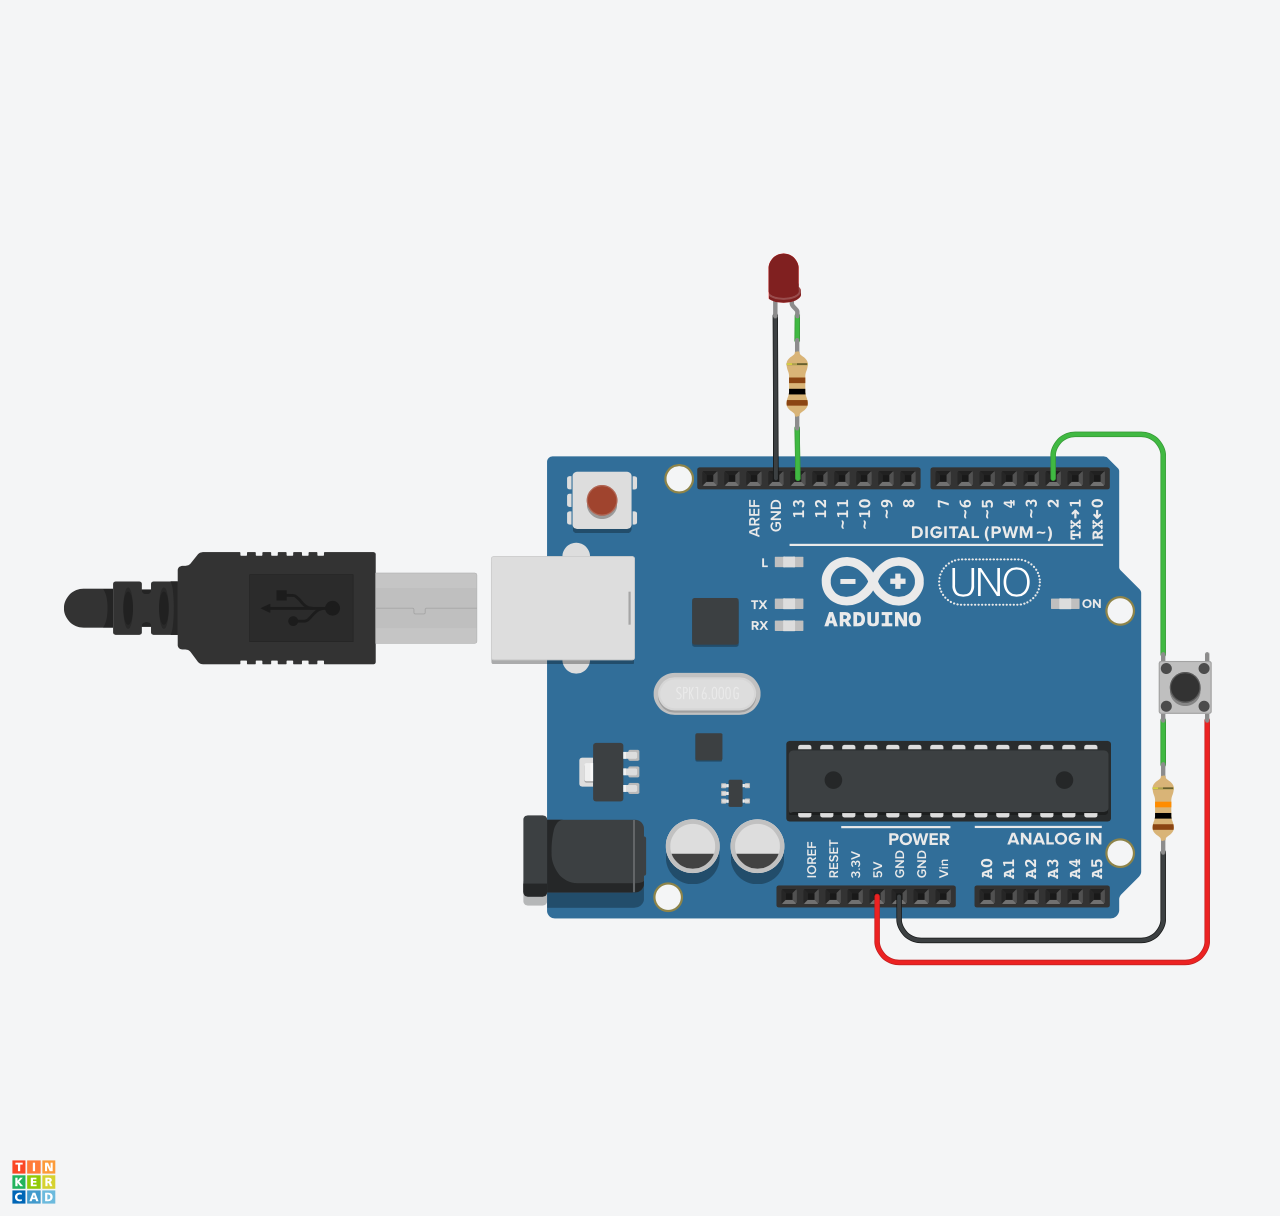 AREF
GND
13
12
~11
~10
~9
8
7
~6
~5
4
~3
2
TX→1
RX←0
DIGITAL (PWM~)
L
TX
RX
UNO
ON
ARDUINO
SPK16.000G
POWER
ANALOG IN
IOREF
RESET
3.3V
5V
GND
GND
Vin
A0
A1
A2
A3
A4
A5
TIN
KER
CAD